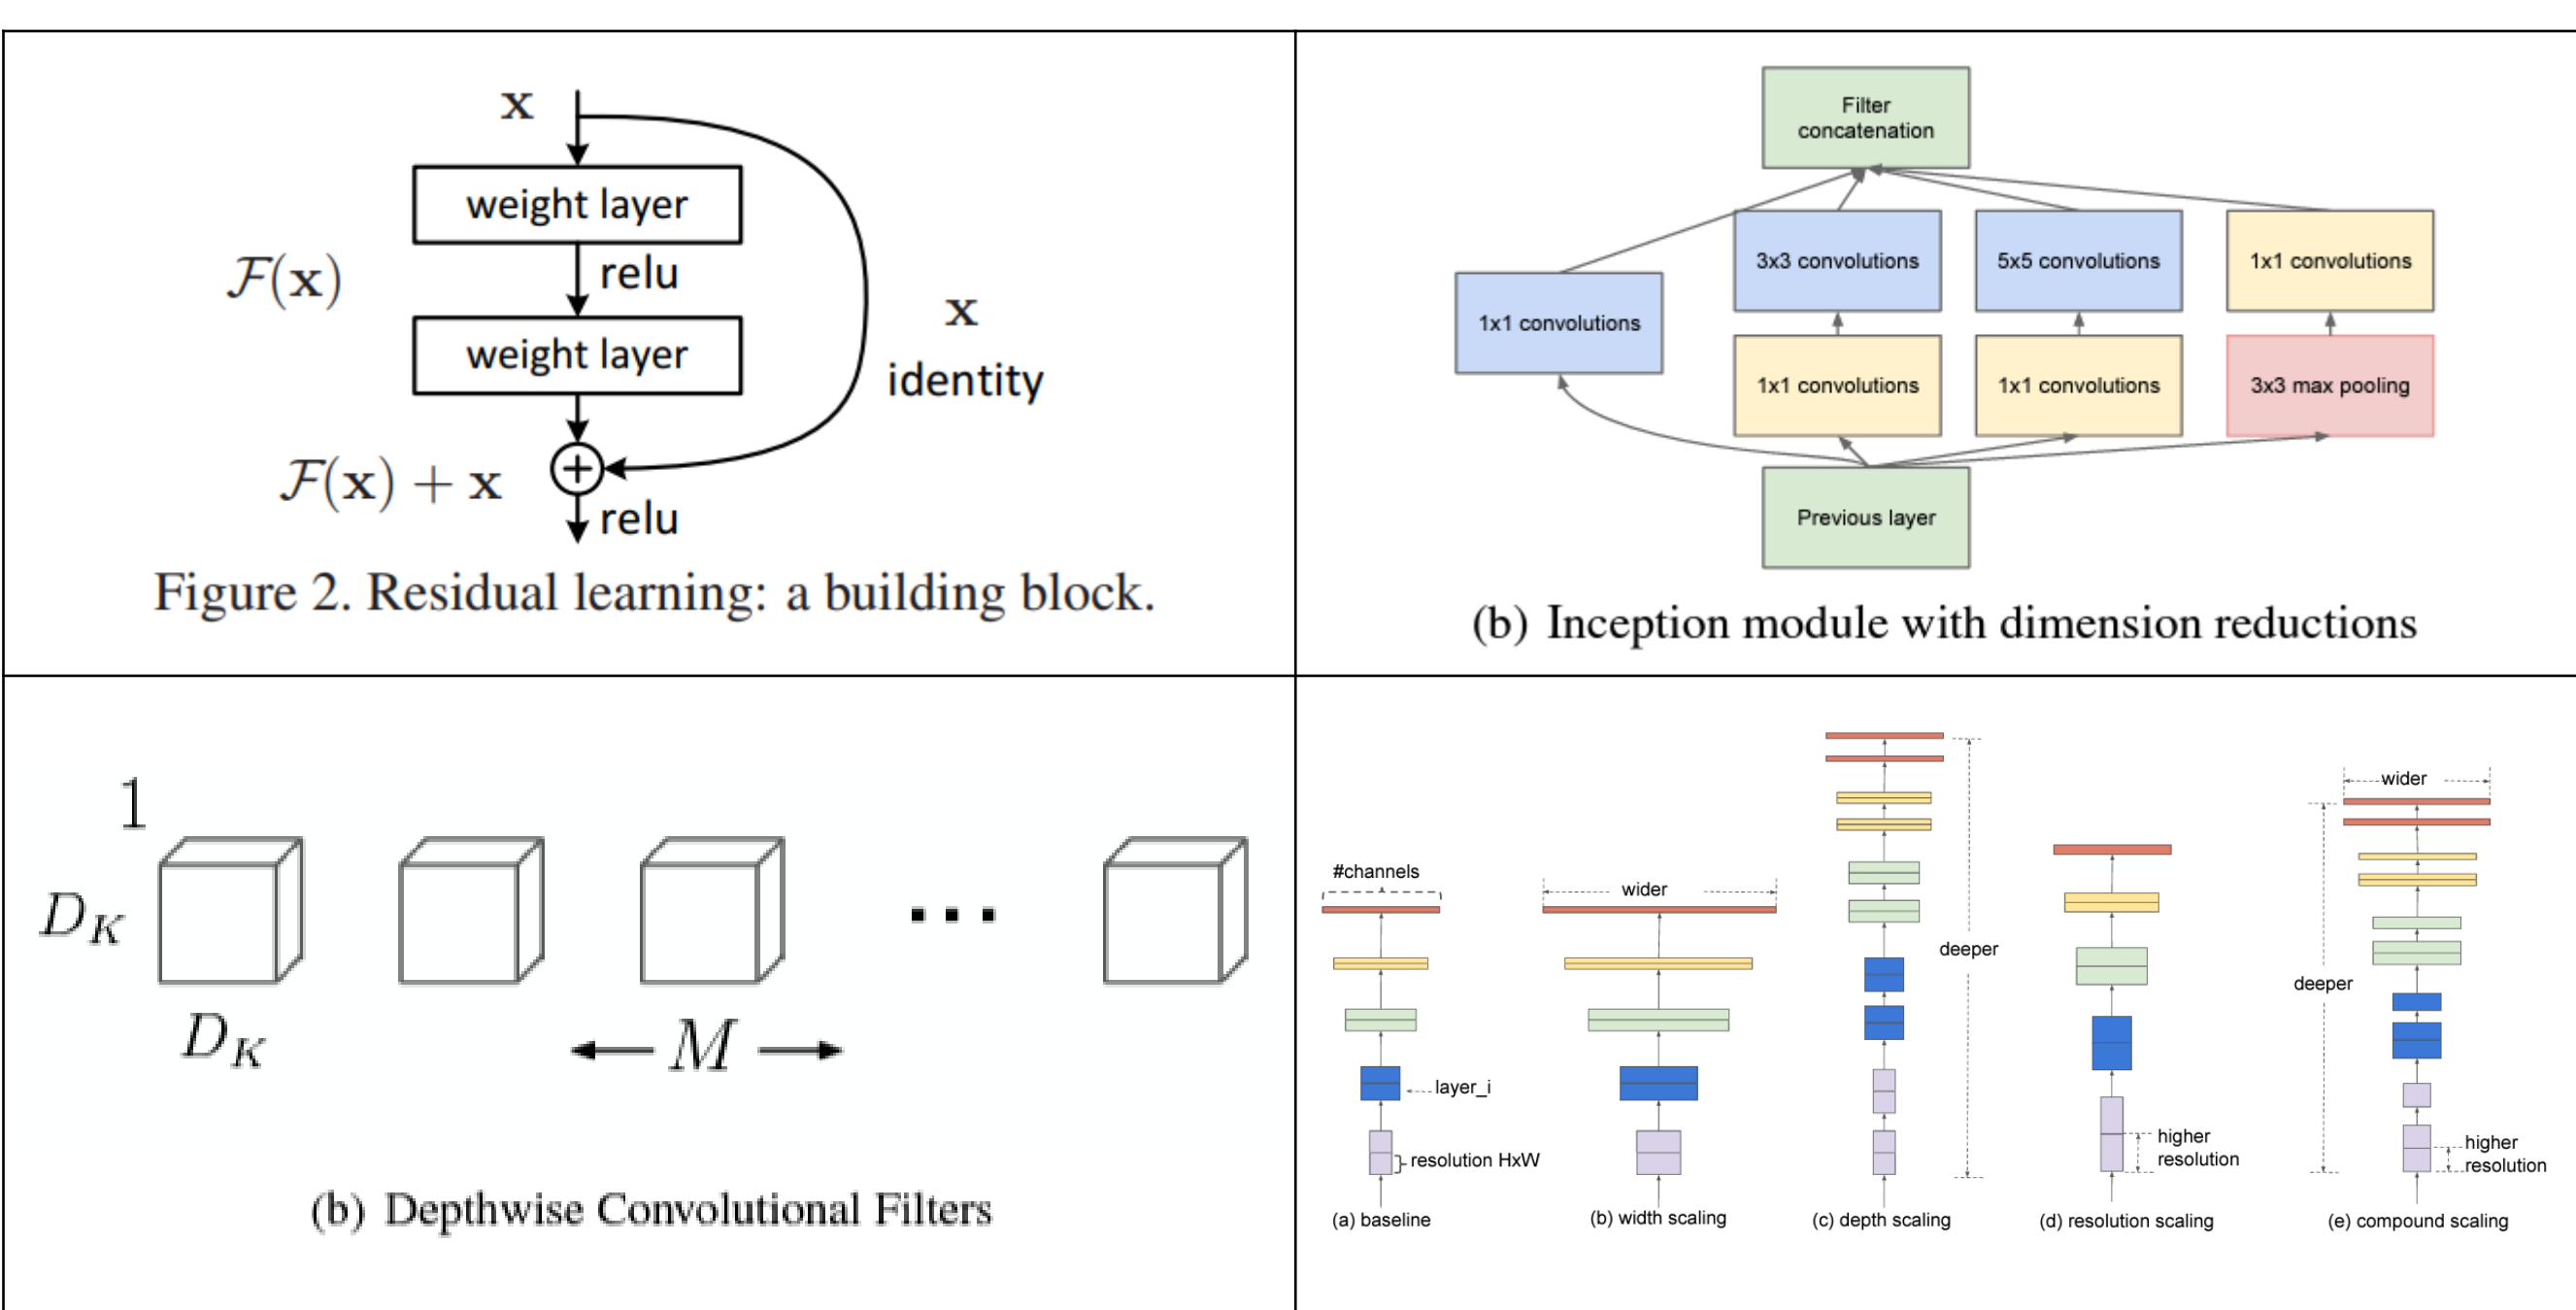 x
weight layer
F(x)
relu
x
weight layer
identity
F(x) + x
relu
Figure 2. Residual learning: a building block.
Filter
concatenation
3x3 convolutions
5x5 convolutions
1x1 convolutions
1x1 convolutions
1x1 convolutions
1x1 convolutions
3x3 max pooling
Previous layer
(b) Inception module with dimension reductions
1
D_K
D_K
M
(b) Depthwise Convolutional Filters
#channels
layer_i
resolution HxW
(a) baseline
wider
(b) width scaling
deeper
(c) depth scaling
higher
resolution
(d) resolution scaling
wider
deeper
higher
resolution
(e) compound scaling